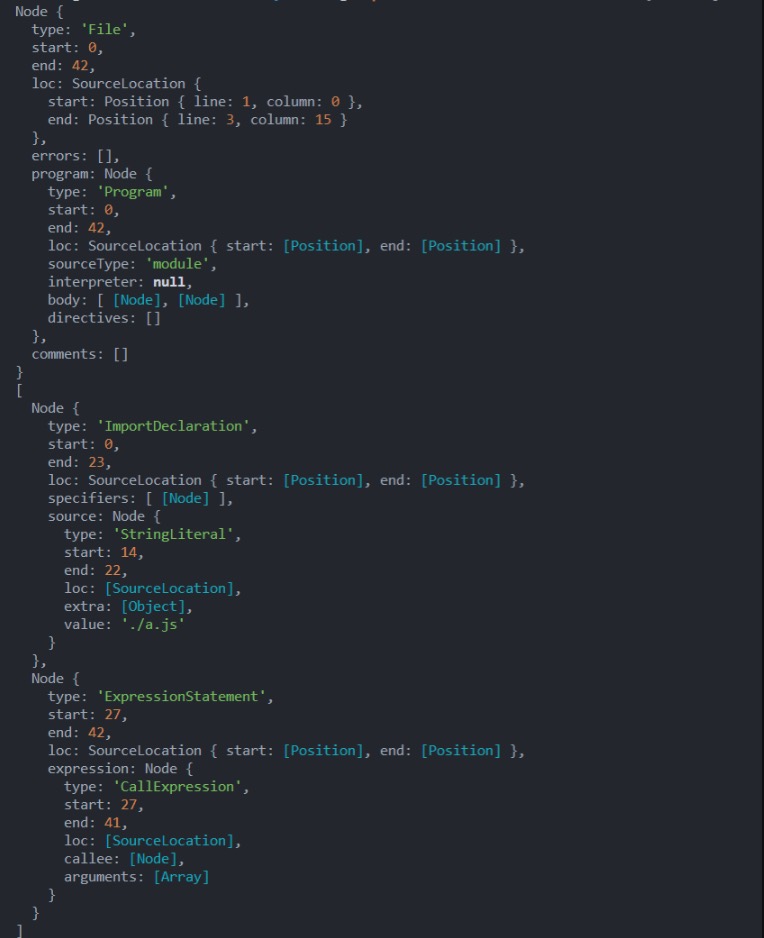 Node {
  type: 'File',
  start: 0,
  end: 42,
  loc: SourceLocation {
    start: Position { line: 1, column: 0 },
    end: Position { line: 3, column: 15 }
  },
  errors: [],
  program: Node {
    type: 'Program',
    start: 0,
    end: 42,
    loc: SourceLocation { start: [Position], end: [Position] },
    sourceType: 'module',
    interpreter: null,
    body: [ [Node], [Node] ],
    directives: []
  },
  comments: []
}
[
  Node {
    type: 'ImportDeclaration',
    start: 0,
    end: 23,
    loc: SourceLocation { start: [Position], end: [Position] },
    specifiers: [ [Node] ],
    source: Node {
      type: 'StringLiteral',
      start: 14,
      end: 22,
      loc: [SourceLocation],
      extra: [Object],
      value: './a.js'
    }
  },
  Node {
    type: 'ExpressionStatement',
    start: 27,
    end: 42,
    loc: SourceLocation { start: [Position], end: [Position] },
    expression: Node {
      type: 'CallExpression',
      start: 27,
      end: 41,
      loc: [SourceLocation],
      callee: [Node],
      arguments: [Array]
    }
  }
]